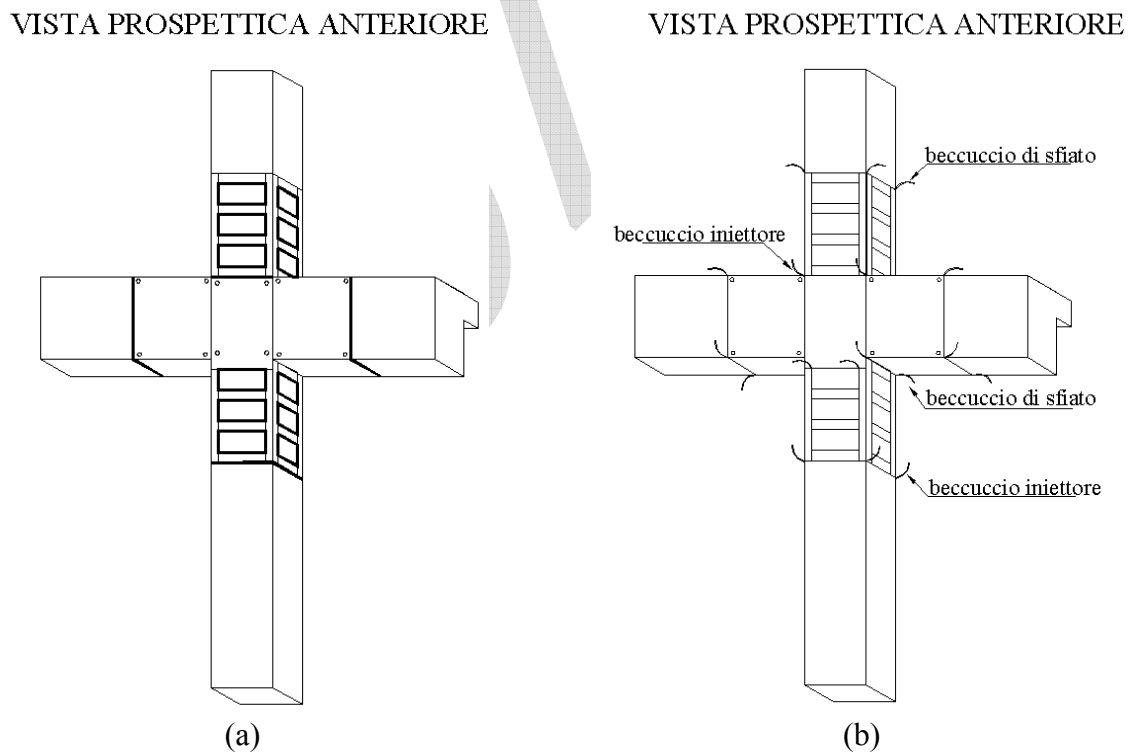 VISTA PROSPETTICA ANTERIORE
VISTA PROSPETTICA ANTERIORE
beccuccio di sfiato
beccuccio iniettore
beccuccio di sfiato
beccuccio iniettore
(a)
(b)